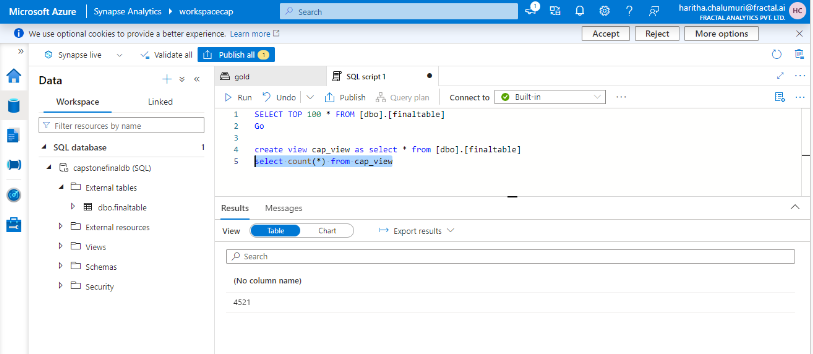 Microsoft Azure | Synapse Analytics ▸ workspacecap
Search
1
haritha.chalumuri@fractal.ai
FRACTAL ANALYTICS PVT. LTD.
HC
We use optional cookies to provide a better experience. Learn more
Accept
Reject
More options
Synapse live
Validate all
Publish all 1
Data
Workspace
Linked
Filter resources by name
SQL database 1
capstonefinaldb (SQL)
External tables
dbo.finaltable
External resources
Views
Schemas
Security
gold
SQL script 1
Run
Undo
Publish
Query plan
Connect to
Built-in
1 SELECT TOP 100 * FROM [dbo].[finaltable]
2 Go
3
4 create view cap_view as select * from [dbo].[finaltable]
5 select count(*) from cap_view
Results
Messages
View
Table
Chart
Export results
Search
(No column name)
4521